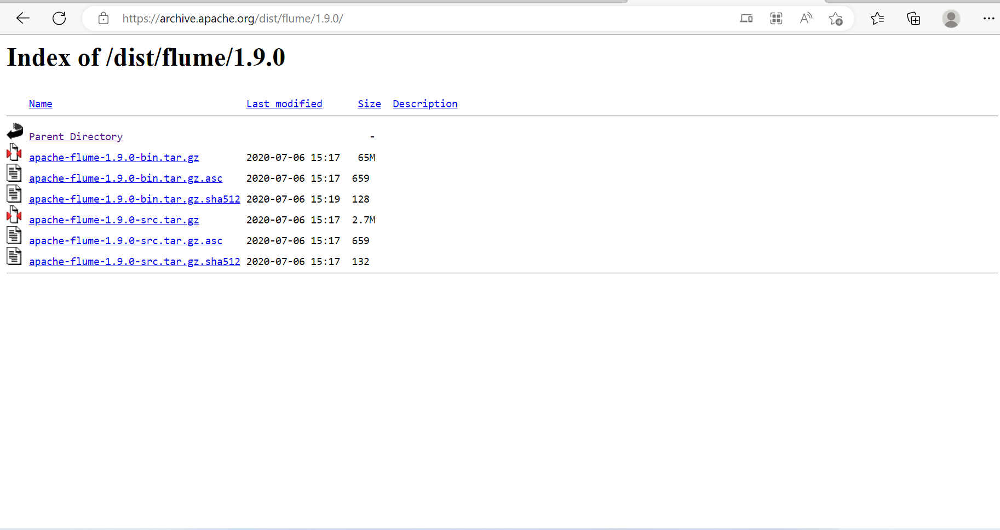 https://archive.apache.org/dist/flume/1.9.0/
Index of /dist/flume/1.9.0
Name Last modified Size Description
Parent Directory -
apache-flume-1.9.0-bin.tar.gz 2020-07-06 15:17 65M
apache-flume-1.9.0-bin.tar.gz.asc 2020-07-06 15:17 659
apache-flume-1.9.0-bin.tar.gz.sha512 2020-07-06 15:19 128
apache-flume-1.9.0-src.tar.gz 2020-07-06 15:17 2.7M
apache-flume-1.9.0-src.tar.gz.asc 2020-07-06 15:17 659
apache-flume-1.9.0-src.tar.gz.sha512 2020-07-06 15:17 132